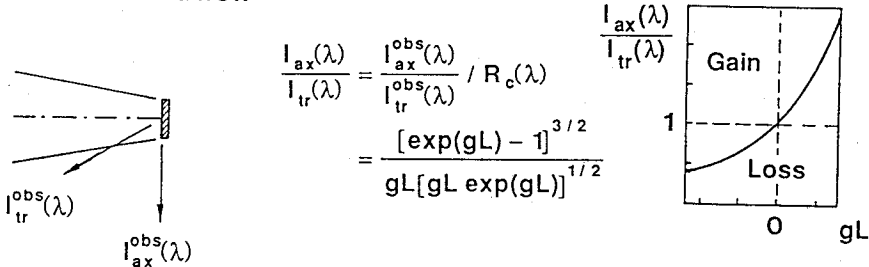 I_ax(λ)/I_tr(λ) = I_ax^obs(λ)/I_tr^obs(λ) / R_c(λ)
= [exp(gL) − 1]^3/2 / gL[gL exp(gL)]^1/2
I_tr^obs(λ)
I_ax^obs(λ)
I_ax(λ)/I_tr(λ)
Gain
1
Loss
0
gL